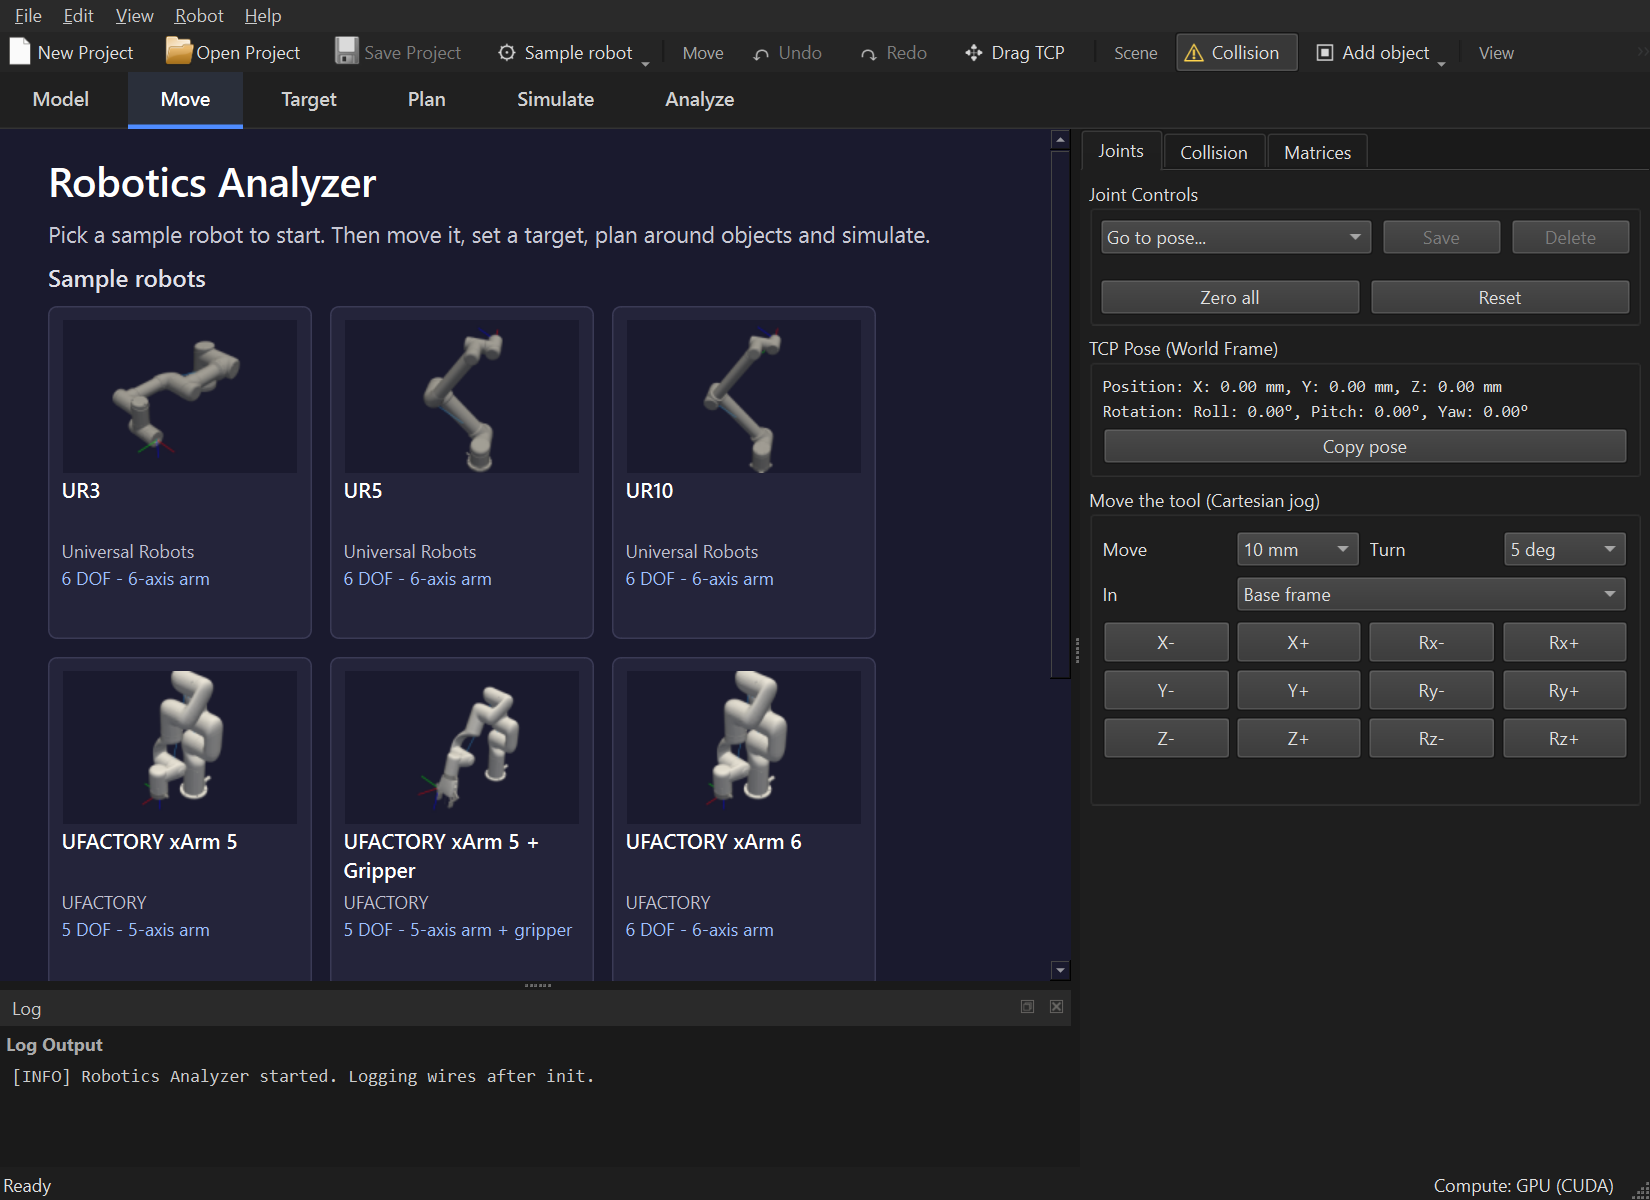 File Edit View Robot Help
New Project Open Project Save Project Sample robot Move Undo Redo Drag TCP Scene Collision Add object View
Model Move Target Plan Simulate Analyze
Robotics Analyzer
Pick a sample robot to start. Then move it, set a target, plan around objects and simulate.
Sample robots
UR3
Universal Robots
6 DOF - 6-axis arm
UR5
Universal Robots
6 DOF - 6-axis arm
UR10
Universal Robots
6 DOF - 6-axis arm
UFACTORY xArm 5
UFACTORY
5 DOF - 5-axis arm
UFACTORY xArm 5 +
Gripper
UFACTORY
5 DOF - 5-axis arm + gripper
UFACTORY xArm 6
UFACTORY
6 DOF - 6-axis arm
Log
Log Output
[INFO] Robotics Analyzer started. Logging wires after init.
Joints Collision Matrices
Joint Controls
Go to pose... Save Delete
Zero all Reset
TCP Pose (World Frame)
Position: X: 0.00 mm, Y: 0.00 mm, Z: 0.00 mm
Rotation: Roll: 0.00°, Pitch: 0.00°, Yaw: 0.00°
Copy pose
Move the tool (Cartesian jog)
Move 10 mm Turn 5 deg
In Base frame
X- X+ Rx- Rx+
Y- Y+ Ry- Ry+
Z- Z+ Rz- Rz+
Ready Compute: GPU (CUDA)